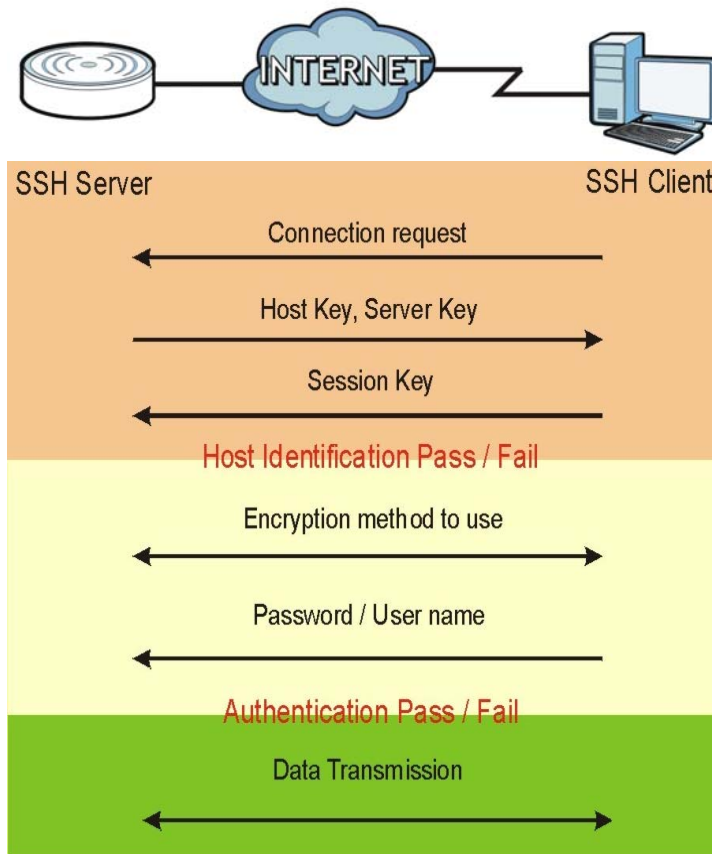 INTERNET
SSH Server
SSH Client
Connection request
Host Key, Server Key
Session Key
Host Identification Pass / Fail
Encryption method to use
Password / User name
Authentication Pass / Fail
Data Transmission